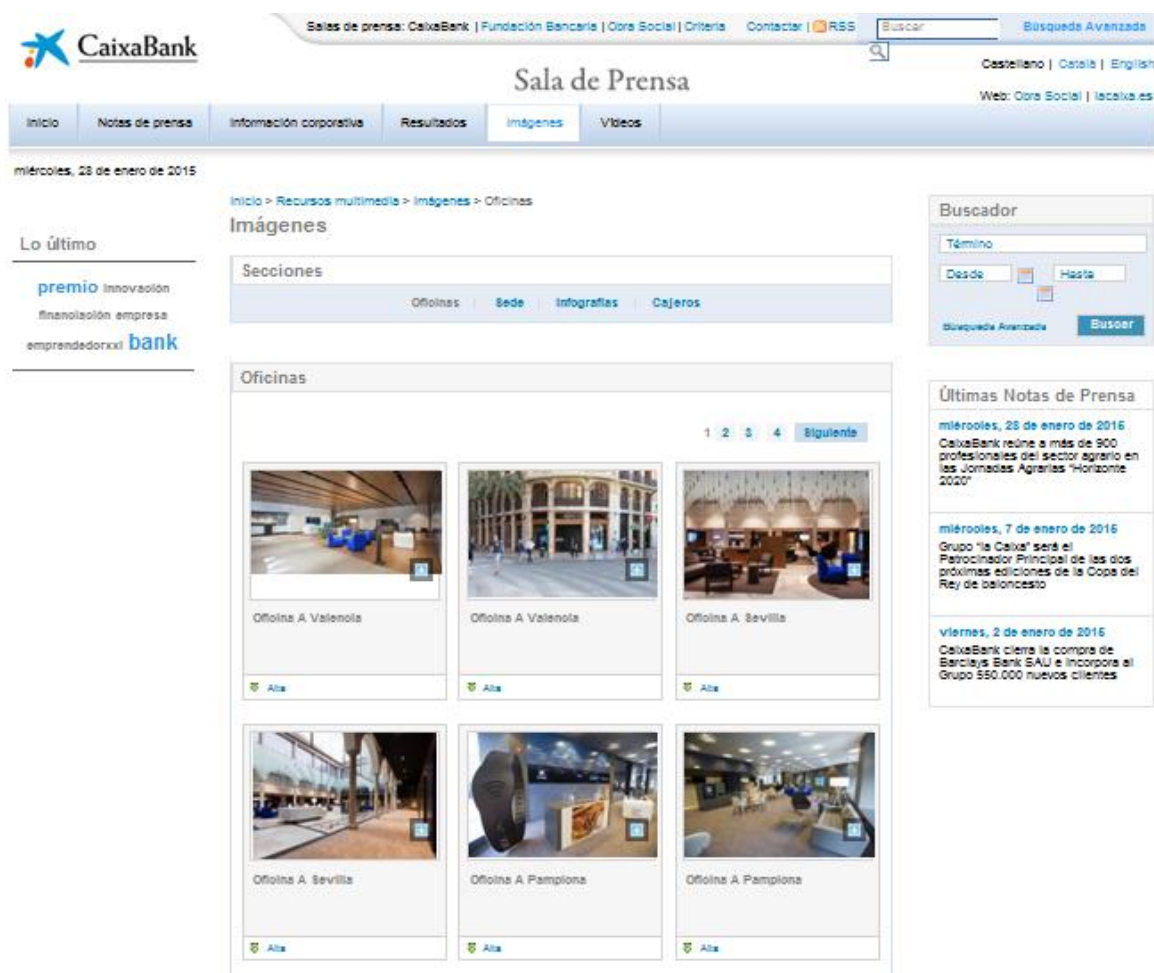 CaixaBank
Salas de prensa: CaixaBank | Fundación Bancaria | Obra Social | Criteria
Contactar | RSS
Buscar
Búsqueda Avanzada
Sala de Prensa
Castellano | Català | English
Web: Obra Social | lacaixa.es
Inicio
Notas de prensa
Información corporativa
Resultados
Imágenes
Vídeos
miércoles, 28 de enero de 2015
Inicio > Recursos multimedia > Imágenes > Oficinas
Imágenes
Lo último
premio innovación
financiación empresa
emprendedorxxi bank
Secciones
Oficinas | Sede | Infografías | Cajeros
Oficinas
1 2 3 4 Siguiente
Oficina A Valencia
Oficina A Valencia
Oficina A Sevilla
Alta
Alta
Alta
Oficina A Sevilla
Oficina A Pamplona
Oficina A Pamplona
Alta
Alta
Alta
Buscador
Término
Desde
Hasta
Búsqueda Avanzada
Buscar
Últimas Notas de Prensa
miércoles, 28 de enero de 2015
CaixaBank reúne a más de 900
profesionales del sector agrario en
las Jornadas Agrarias "Horizonte
2020"
miércoles, 7 de enero de 2015
Grupo "la Caixa" será el
Patrocinador Principal de las dos
próximas ediciones de la Copa del
Rey de baloncesto
viernes, 2 de enero de 2015
CaixaBank cierra la compra de
Barclays Bank SAU e incorpora al
Grupo 550.000 nuevos clientes